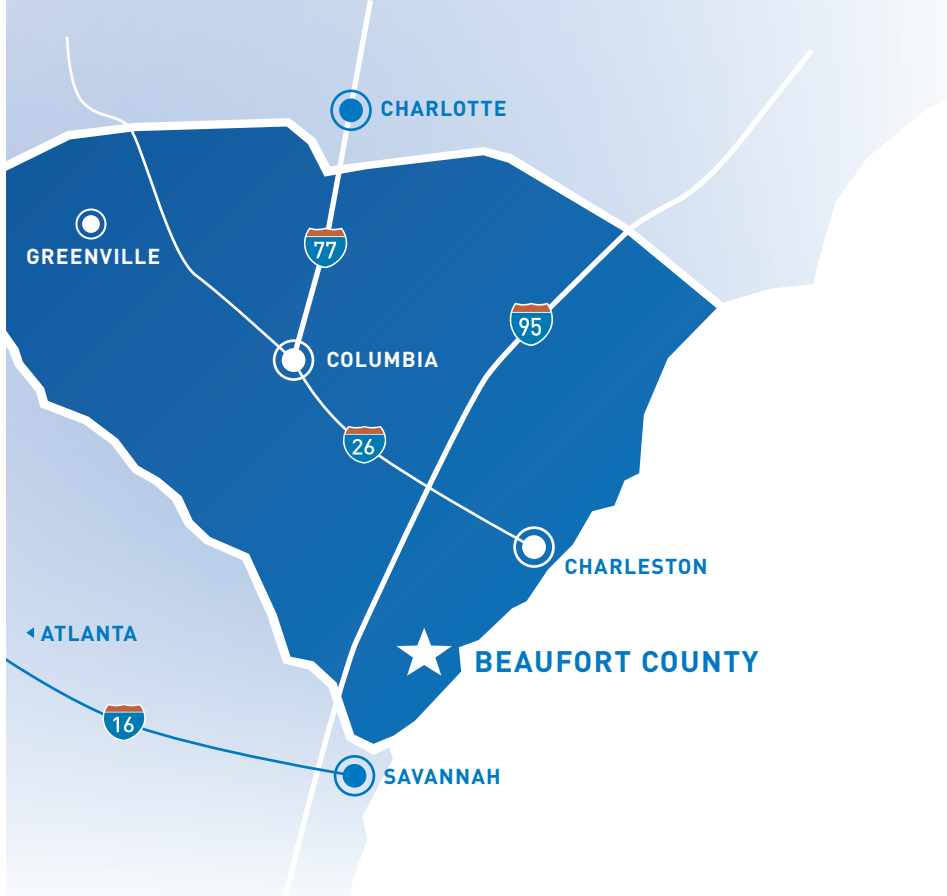 CHARLOTTE
GREENVILLE
77
95
COLUMBIA
26
CHARLESTON
ATLANTA
BEAUFORT COUNTY
16
SAVANNAH